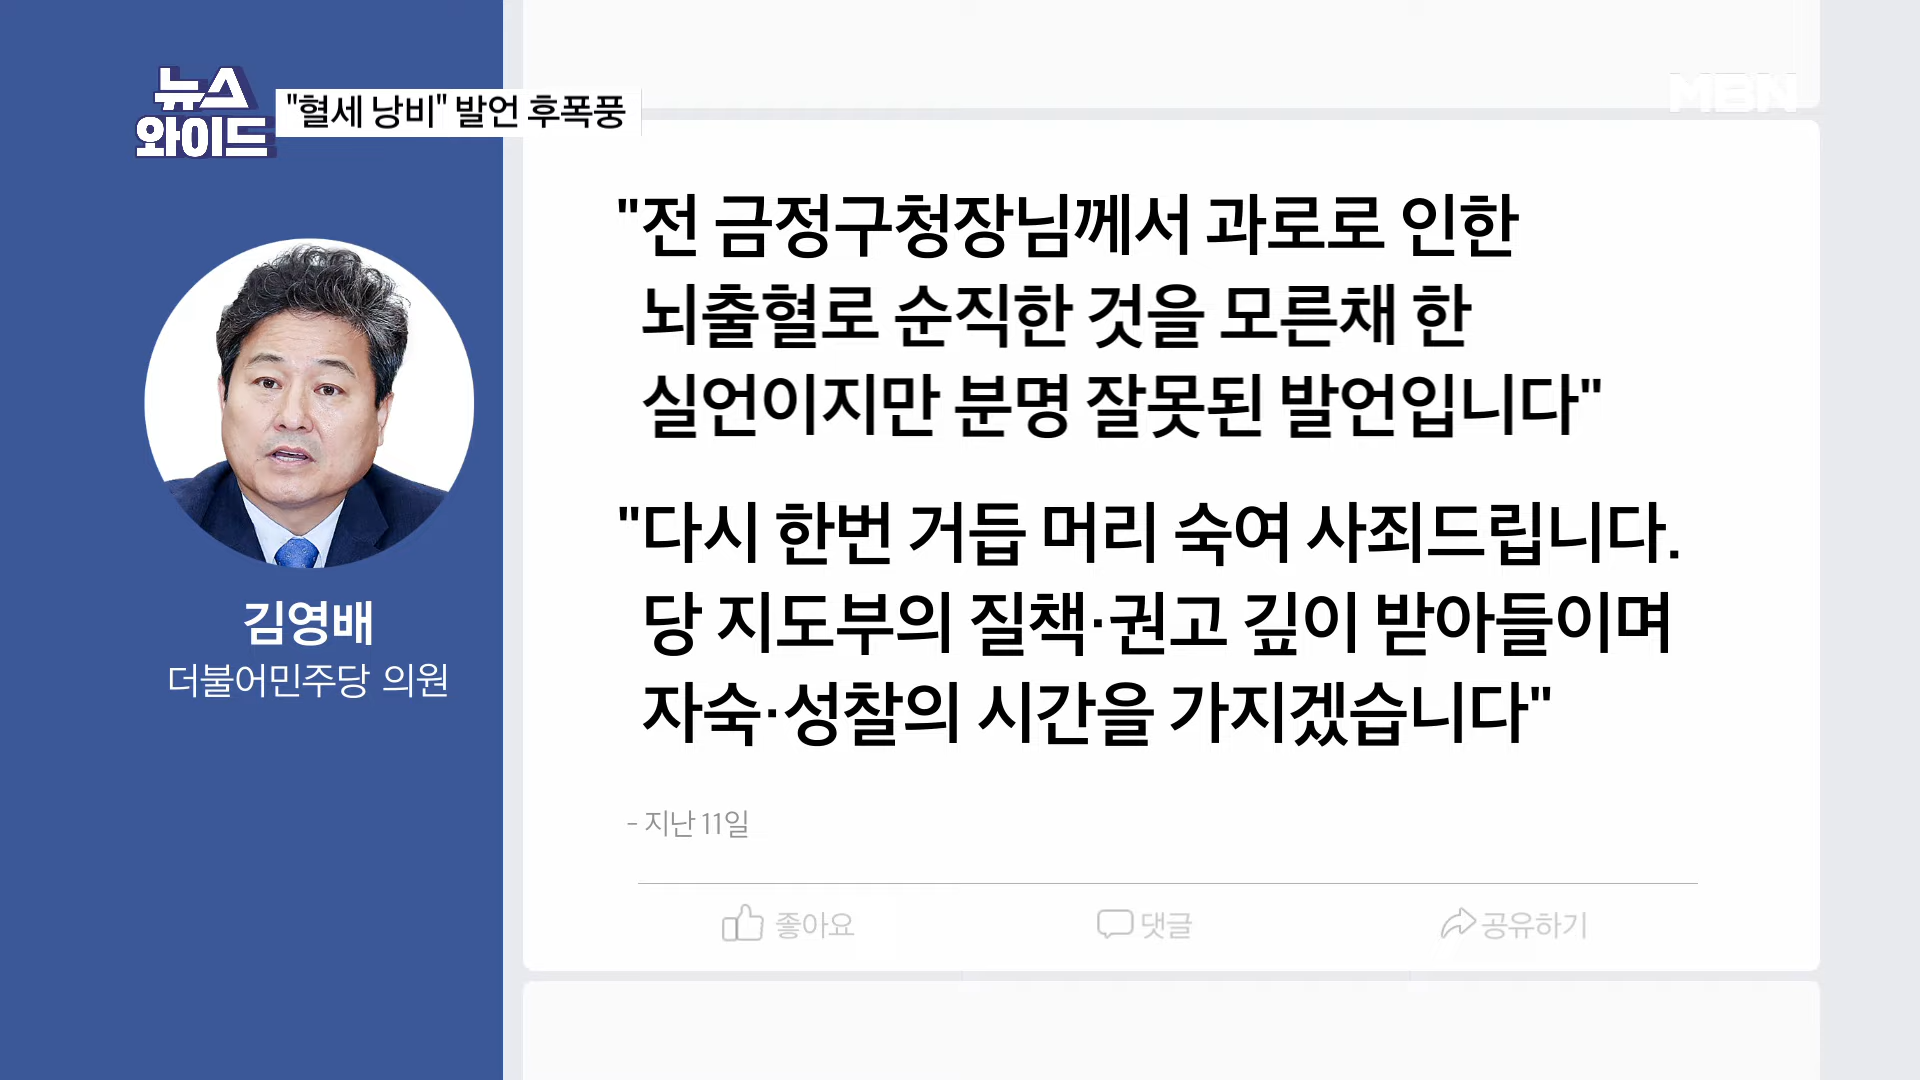 뉴스
와이드
"혈세 낭비" 발언 후폭풍
MBN
"전 금정구청장님께서 과로로 인한
뇌출혈로 순직한 것을 모른채 한
실언이지만 분명 잘못된 발언입니다"
"다시 한번 거듭 머리 숙여 사죄드립니다.
당 지도부의 질책·권고 깊이 받아들이며
자숙·성찰의 시간을 가지겠습니다"
김영배
더불어민주당 의원
- 지난 11일
좋아요 댓글 공유하기